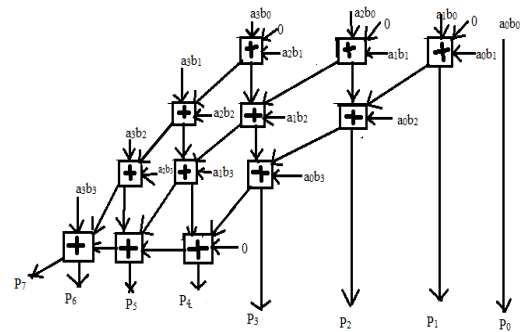 a3b0 a2b0 a1b0
0 0 0 a0b0
a2b1 a1b1 a0b1
a3b1
a2b2 a1b2 a0b2
a3b2
a2b3 a1b3 a0b3
a3b3
0
P7 P6 P5 P4 P3 P2 P1 P0